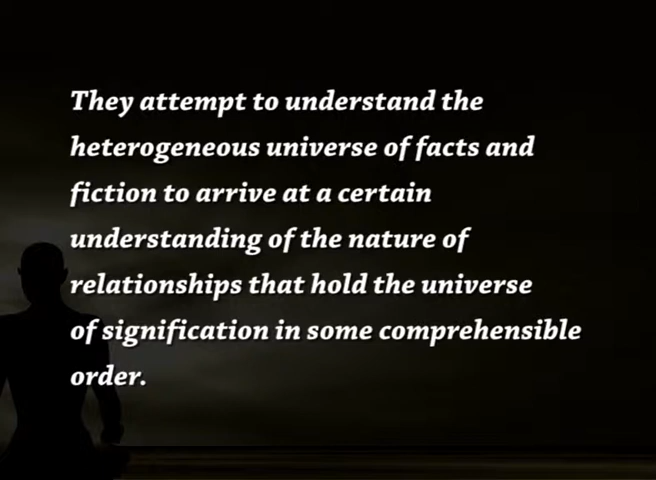 They attempt to understand the
heterogeneous universe of facts and
fiction to arrive at a certain
understanding of the nature of
relationships that hold the universe
of signification in some comprehensible
order.